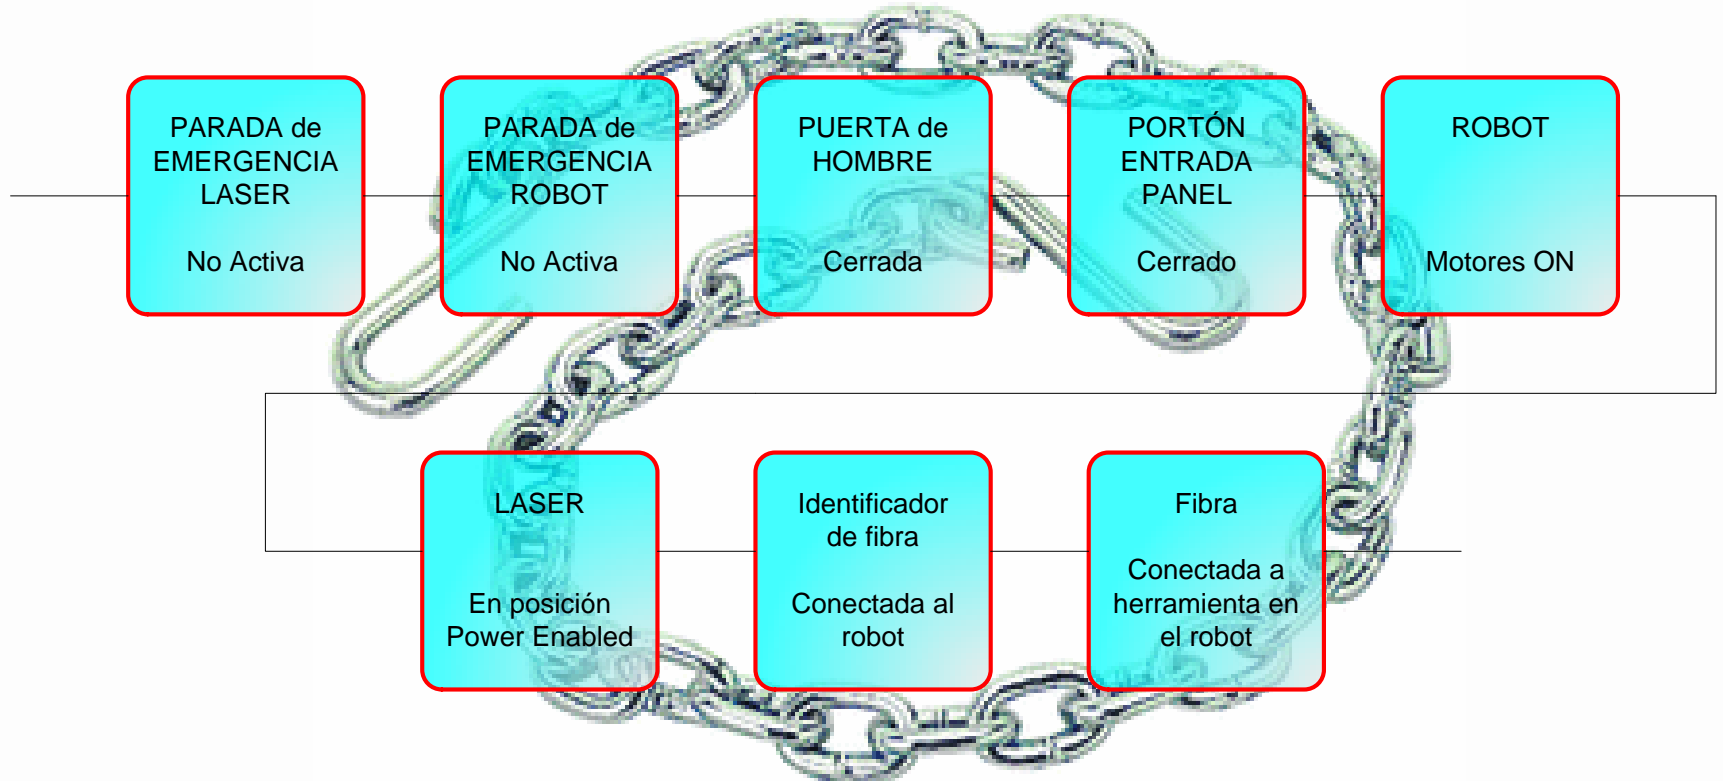 PARADA de
EMERGENCIA
LASER
No Activa
PARADA de
EMERGENCIA
ROBOT
No Activa
PUERTA de
HOMBRE
Cerrada
PORTÓN
ENTRADA
PANEL
Cerrado
ROBOT
Motores ON
LASER
En posición
Power Enabled
Identificador
de fibra
Conectada al
robot
Fibra
Conectada a
herramienta en
el robot